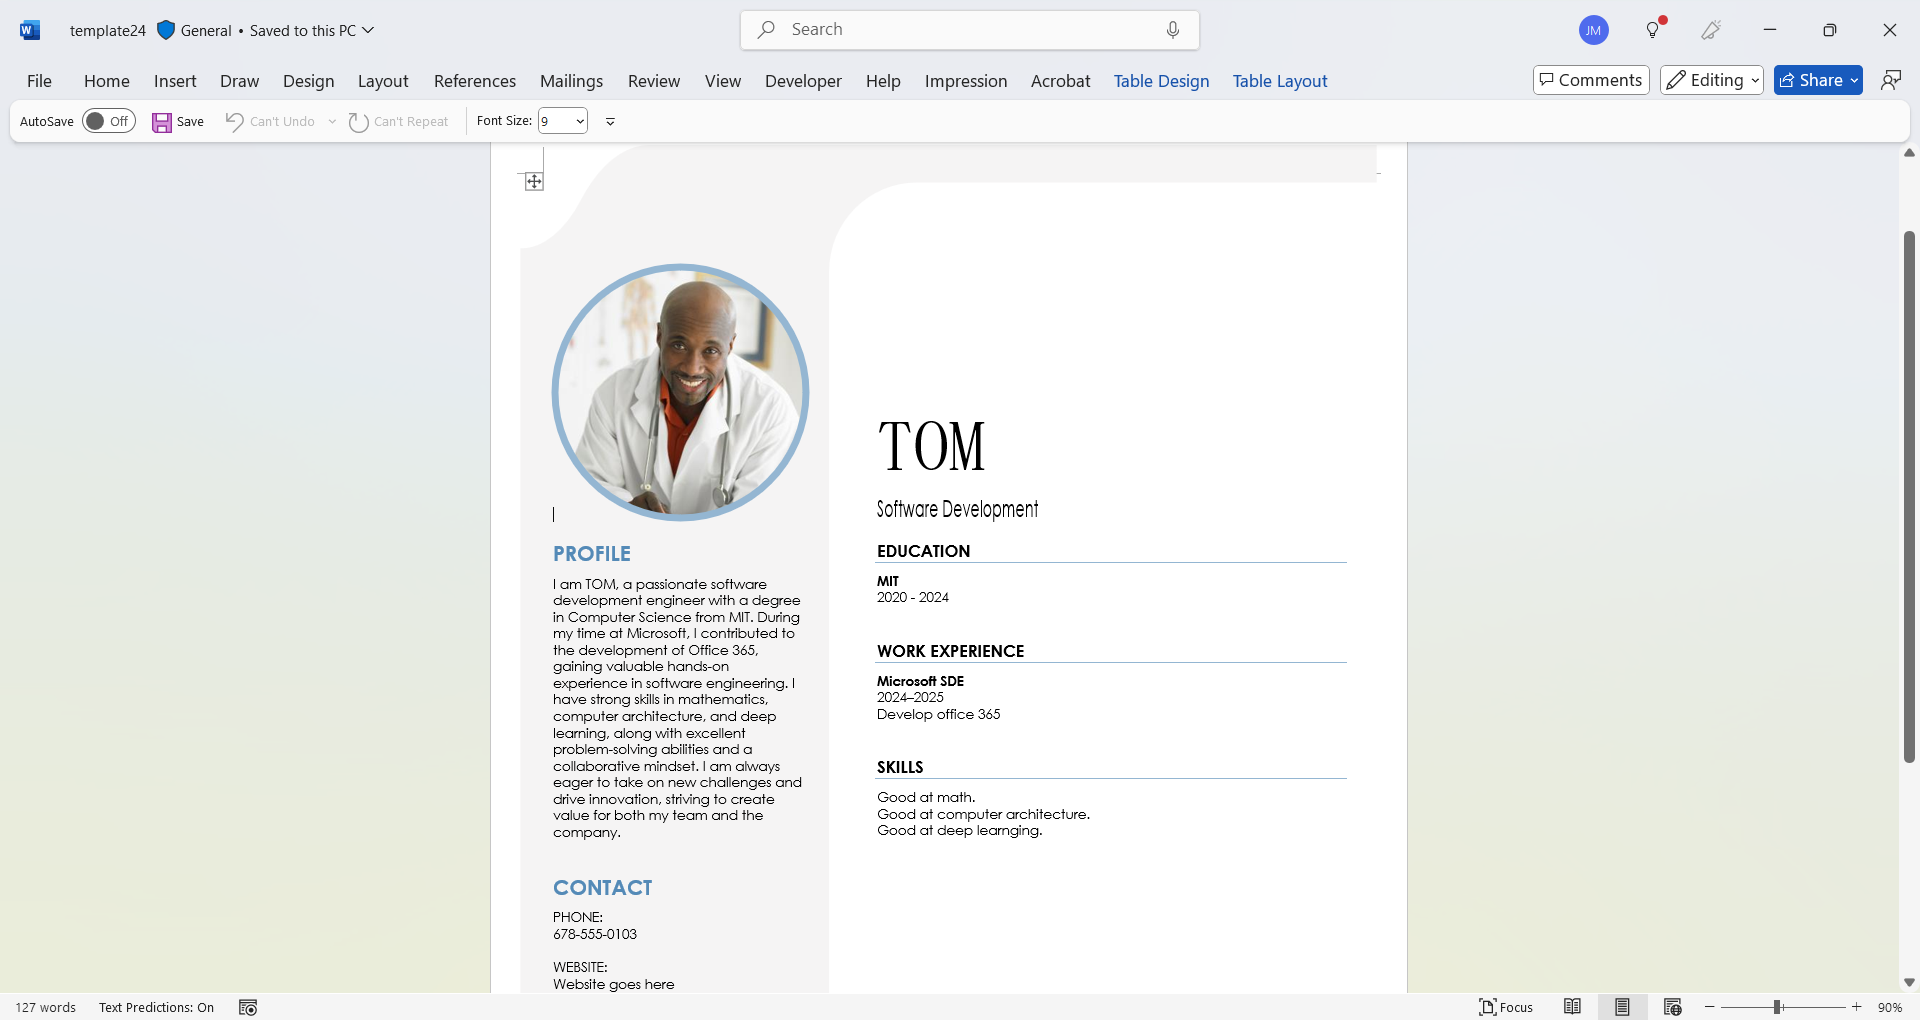 template24 General • Saved to this PC
Search
JM
File Home Insert Draw Design Layout References Mailings Review View Developer Help Impression Acrobat Table Design Table Layout
Comments Editing Share
AutoSave Off Save Can't Undo Can't Repeat Font Size: 9
TOM
Software Development
PROFILE
I am TOM, a passionate software
development engineer with a degree
in Computer Science from MIT. During
my time at Microsoft, I contributed to
the development of Office 365,
gaining valuable hands-on
experience in software engineering. I
have strong skills in mathematics,
computer architecture, and deep
learning, along with excellent
problem-solving abilities and a
collaborative mindset. I am always
eager to take on new challenges and
drive innovation, striving to create
value for both my team and the
company.
CONTACT
PHONE:
678-555-0103
WEBSITE:
Website goes here
EDUCATION
MIT
2020 - 2024
WORK EXPERIENCE
Microsoft SDE
2024–2025
Develop office 365
SKILLS
Good at math.
Good at computer architecture.
Good at deep learnging.
127 words Text Predictions: On
Focus
90%